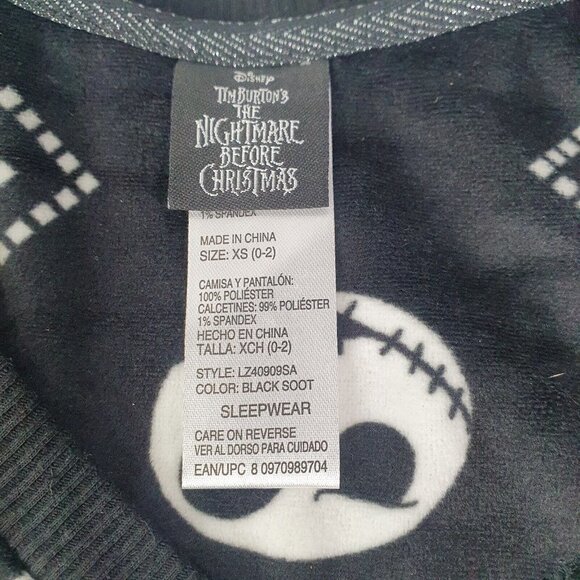 Disney
TIM BURTON'S
THE
NIGHTMARE
BEFORE
CHRISTMAS
1% SPANDEX
MADE IN CHINA
SIZE: XS (0-2)
CAMISA Y PANTALÓN:
100% POLIÉSTER
CALCETINES: 99% POLIÉSTER
1% SPANDEX
HECHO EN CHINA
TALLA: XCH (0-2)
STYLE: LZ40909SA
COLOR: BLACK SOOT
SLEEPWEAR
CARE ON REVERSE
VER AL DORSO PARA CUIDADO
EAN/UPC 8 0970989704